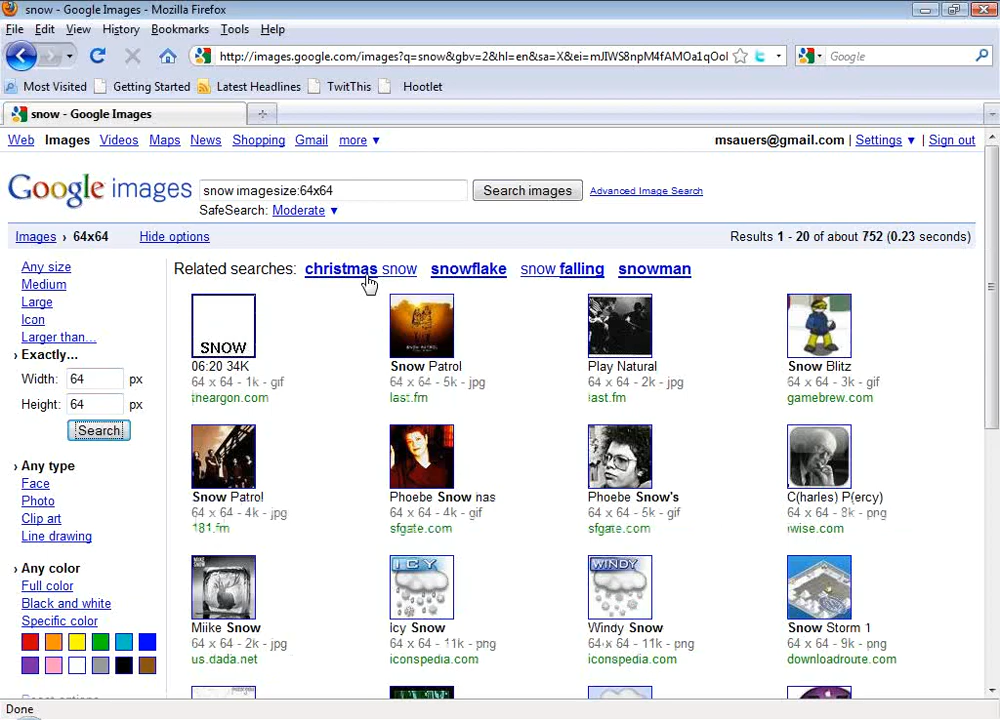 snow - Google Images - Mozilla Firefox
File Edit View History Bookmarks Tools Help
http://images.google.com/images?q=snow&gbv=2&hl=en&sa=X&ei=mJIWS8npM4fAMOa1qOol
Google
Most Visited Getting Started Latest Headlines TwitThis Hootlet
snow - Google Images
Web Images Videos Maps News Shopping Gmail more ▼
msauers@gmail.com | Settings ▼ | Sign out
Google images
snow imagesize:64x64
Search images
Advanced Image Search
SafeSearch: Moderate ▼
Images › 64x64 Hide options
Results 1 - 20 of about 752 (0.23 seconds)
Any size
Medium
Large
Icon
Larger than...
› Exactly...
Width: 64 px
Height: 64 px
Search
› Any type
Face
Photo
Clip art
Line drawing
› Any color
Full color
Black and white
Specific color
Reset options
Related searches: christmas snow snowflake snow falling snowman
SNOW
SNOW PATROL
06:20 34K Snow Patrol Play Natural Snow Blitz
64 x 64 - 1k - gif 64 x 64 - 5k - jpg 64 x 64 - 2k - jpg 64 x 64 - 3k - gif
tneargon.com last.fm last.fm gamebrew.com
Snow Patrol Phoebe Snow has Phoebe Snow's C(harles) P(ercy)
64 x 64 - 4k - jpg 64 x 64 - 4k - gif 64 x 64 - 5k - gif 64 x 64 - 8k - png
181.fm sfgate.com sfgate.com ewise.com
MIIKE SNOW
ICY
WINDY
Miike Snow Icy Snow Windy Snow Snow Storm 1
64 x 64 - 2k - jpg 64 x 64 - 11k - png 64 x 64 - 11k - png 64 x 64 - 9k - png
us.dada.net iconspedia.com iconspedia.com downloadroute.com
Done